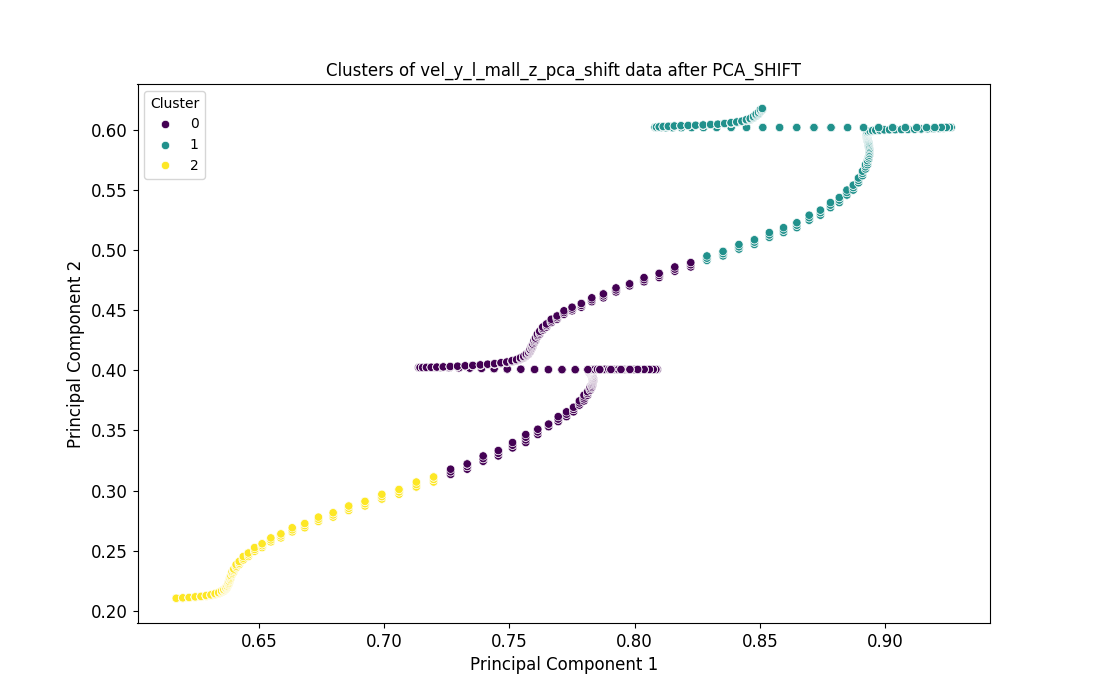 Clusters of vel_y_l_mall_z_pca_shift data after PCA_SHIFT
Cluster
0
1
2
Principal Component 2
0.60
0.55
0.50
0.45
0.40
0.35
0.30
0.25
0.20
0.65 0.70 0.75 0.80 0.85 0.90
Principal Component 1